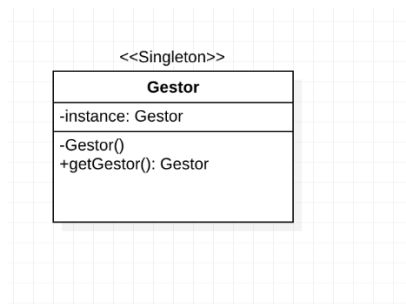 <<Singleton>>
Gestor
-instance: Gestor
-Gestor()
+getGestor(): Gestor